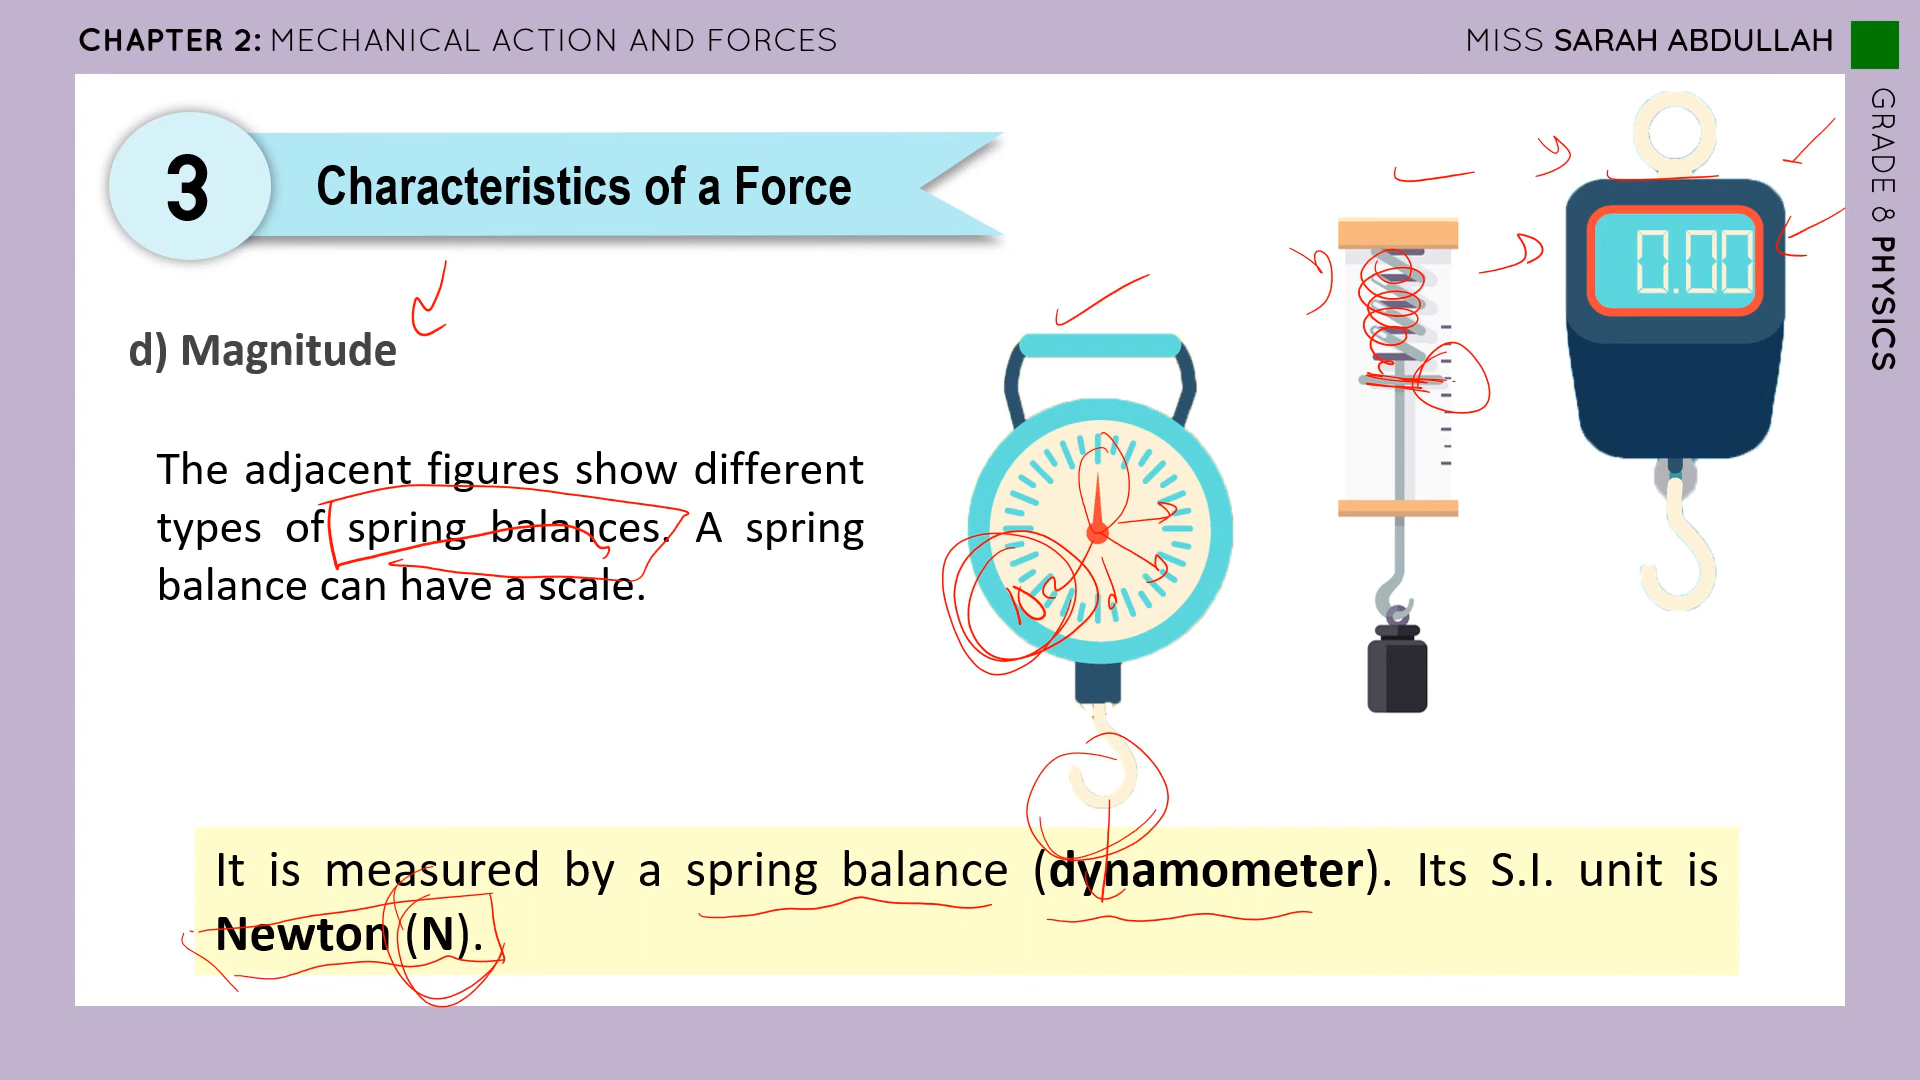 CHAPTER 2: MECHANICAL ACTION AND FORCES
MISS SARAH ABDULLAH
GRADE 8 PHYSICS
3
Characteristics of a Force
d) Magnitude
The adjacent figures show different
types of spring balances. A spring
balance can have a scale.
0.00
It is measured by a spring balance (dynamometer). Its S.I. unit is
Newton (N).